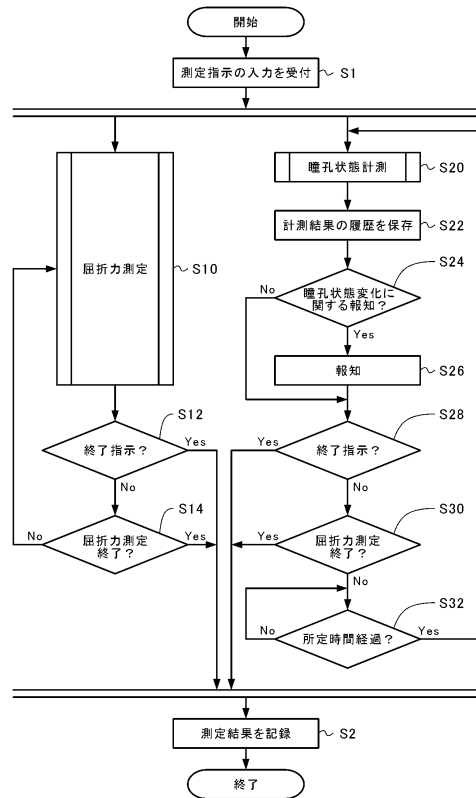 開始
測定指示の入力を受付
S1
屈折力測定
S10
終了指示？
S12
Yes
No
屈折力測定
終了？
S14
No
Yes
瞳孔状態計測
S20
計測結果の履歴を保存
S22
瞳孔状態変化に
関する報知？
S24
No
Yes
報知
S26
終了指示？
S28
Yes
No
屈折力測定
終了？
S30
Yes
No
所定時間経過？
S32
No
Yes
測定結果を記録
S2
終了